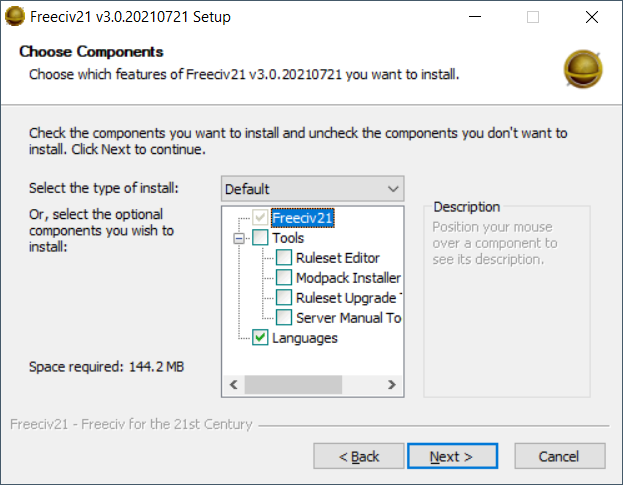 Freeciv21 v3.0.20210721 Setup
Choose Components
Choose which features of Freeciv21 v3.0.20210721 you want to install.
Check the components you want to install and uncheck the components you don't want to
install. Click Next to continue.
Select the type of install:
Default
Or, select the optional
components you wish to
install:
Freeciv21
Tools
Ruleset Editor
Modpack Installer
Ruleset Upgrade
Server Manual To
Languages
Description
Position your mouse
over a component to
see its description.
Space required: 144.2 MB
Freeciv21 - Freeciv for the 21st Century
< Back
Next >
Cancel